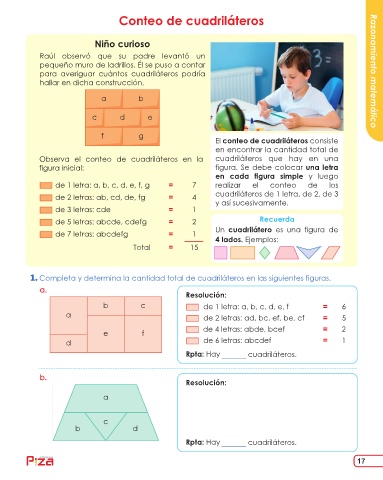 Conteo de cuadriláteros
Razonamiento matemático
Niño curioso
Raúl observó que su padre levantó un
pequeño muro de ladrillos. Él se puso a contar
para averiguar cuántos cuadriláteros podría
hallar en dicha construcción.
a b
c d e
f g
Observa el conteo de cuadriláteros en la
figura inicial:
de 1 letra: a, b, c, d, e, f, g = 7
de 2 letras: ab, cd, de, fg = 4
de 3 letras: cde = 1
de 5 letras: abcde, cdefg = 2
de 7 letras: abcdefg = 1
Total = 15
El conteo de cuadriláteros consiste
en encontrar la cantidad total de
cuadriláteros que hay en una
figura. Se debe colocar una letra
en cada figura simple y luego
realizar el conteo de los
cuadriláteros de 1 letra, de 2, de 3
y así sucesivamente.
Recuerda
Un cuadrilátero es una figura de
4 lados. Ejemplos:
1. Completa y determina la cantidad total de cuadriláteros en las siguientes figuras.
a.
b c
a
e f
d
Resolución:
de 1 letra: a, b, c, d, e, f = 6
de 2 letras: ad, bc, ef, be, cf = 5
de 4 letras: abde, bcef = 2
de 6 letras: abcdef = 1
Rpta: Hay ______ cuadriláteros.
b.
a
c
b d
Resolución:
Rpta: Hay ______ cuadriláteros.
Piza
17